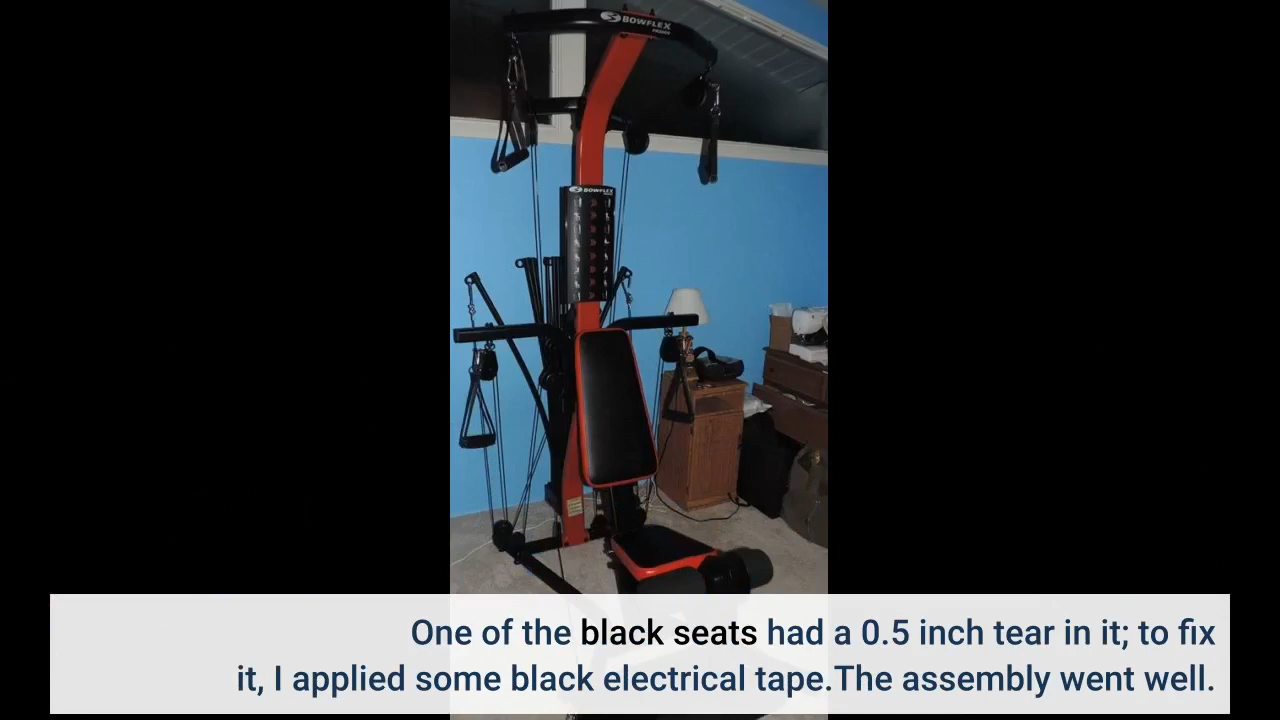 BOWFLEX
BOWFLEX
One of the black seats had a 0.5 inch tear in it; to fix
it, I applied some black electrical tape.The assembly went well.